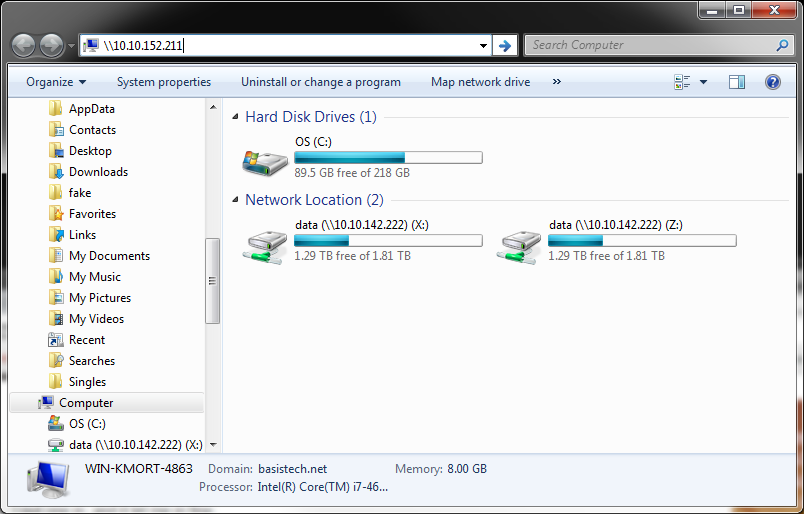 \\10.10.152.211
Search Computer
Organize System properties Uninstall or change a program Map network drive »
AppData
Contacts
Desktop
Downloads
fake
Favorites
Links
My Documents
My Music
My Pictures
My Videos
Recent
Searches
Singles
Computer
OS (C:)
data (\\10.10.142.222) (X:)
Hard Disk Drives (1)
OS (C:)
89.5 GB free of 218 GB
Network Location (2)
data (\\10.10.142.222) (X:)
1.29 TB free of 1.81 TB
data (\\10.10.142.222) (Z:)
1.29 TB free of 1.81 TB
WIN-KMORT-4863 Domain: basistech.net Memory: 8.00 GB
Processor: Intel(R) Core(TM) i7-46...